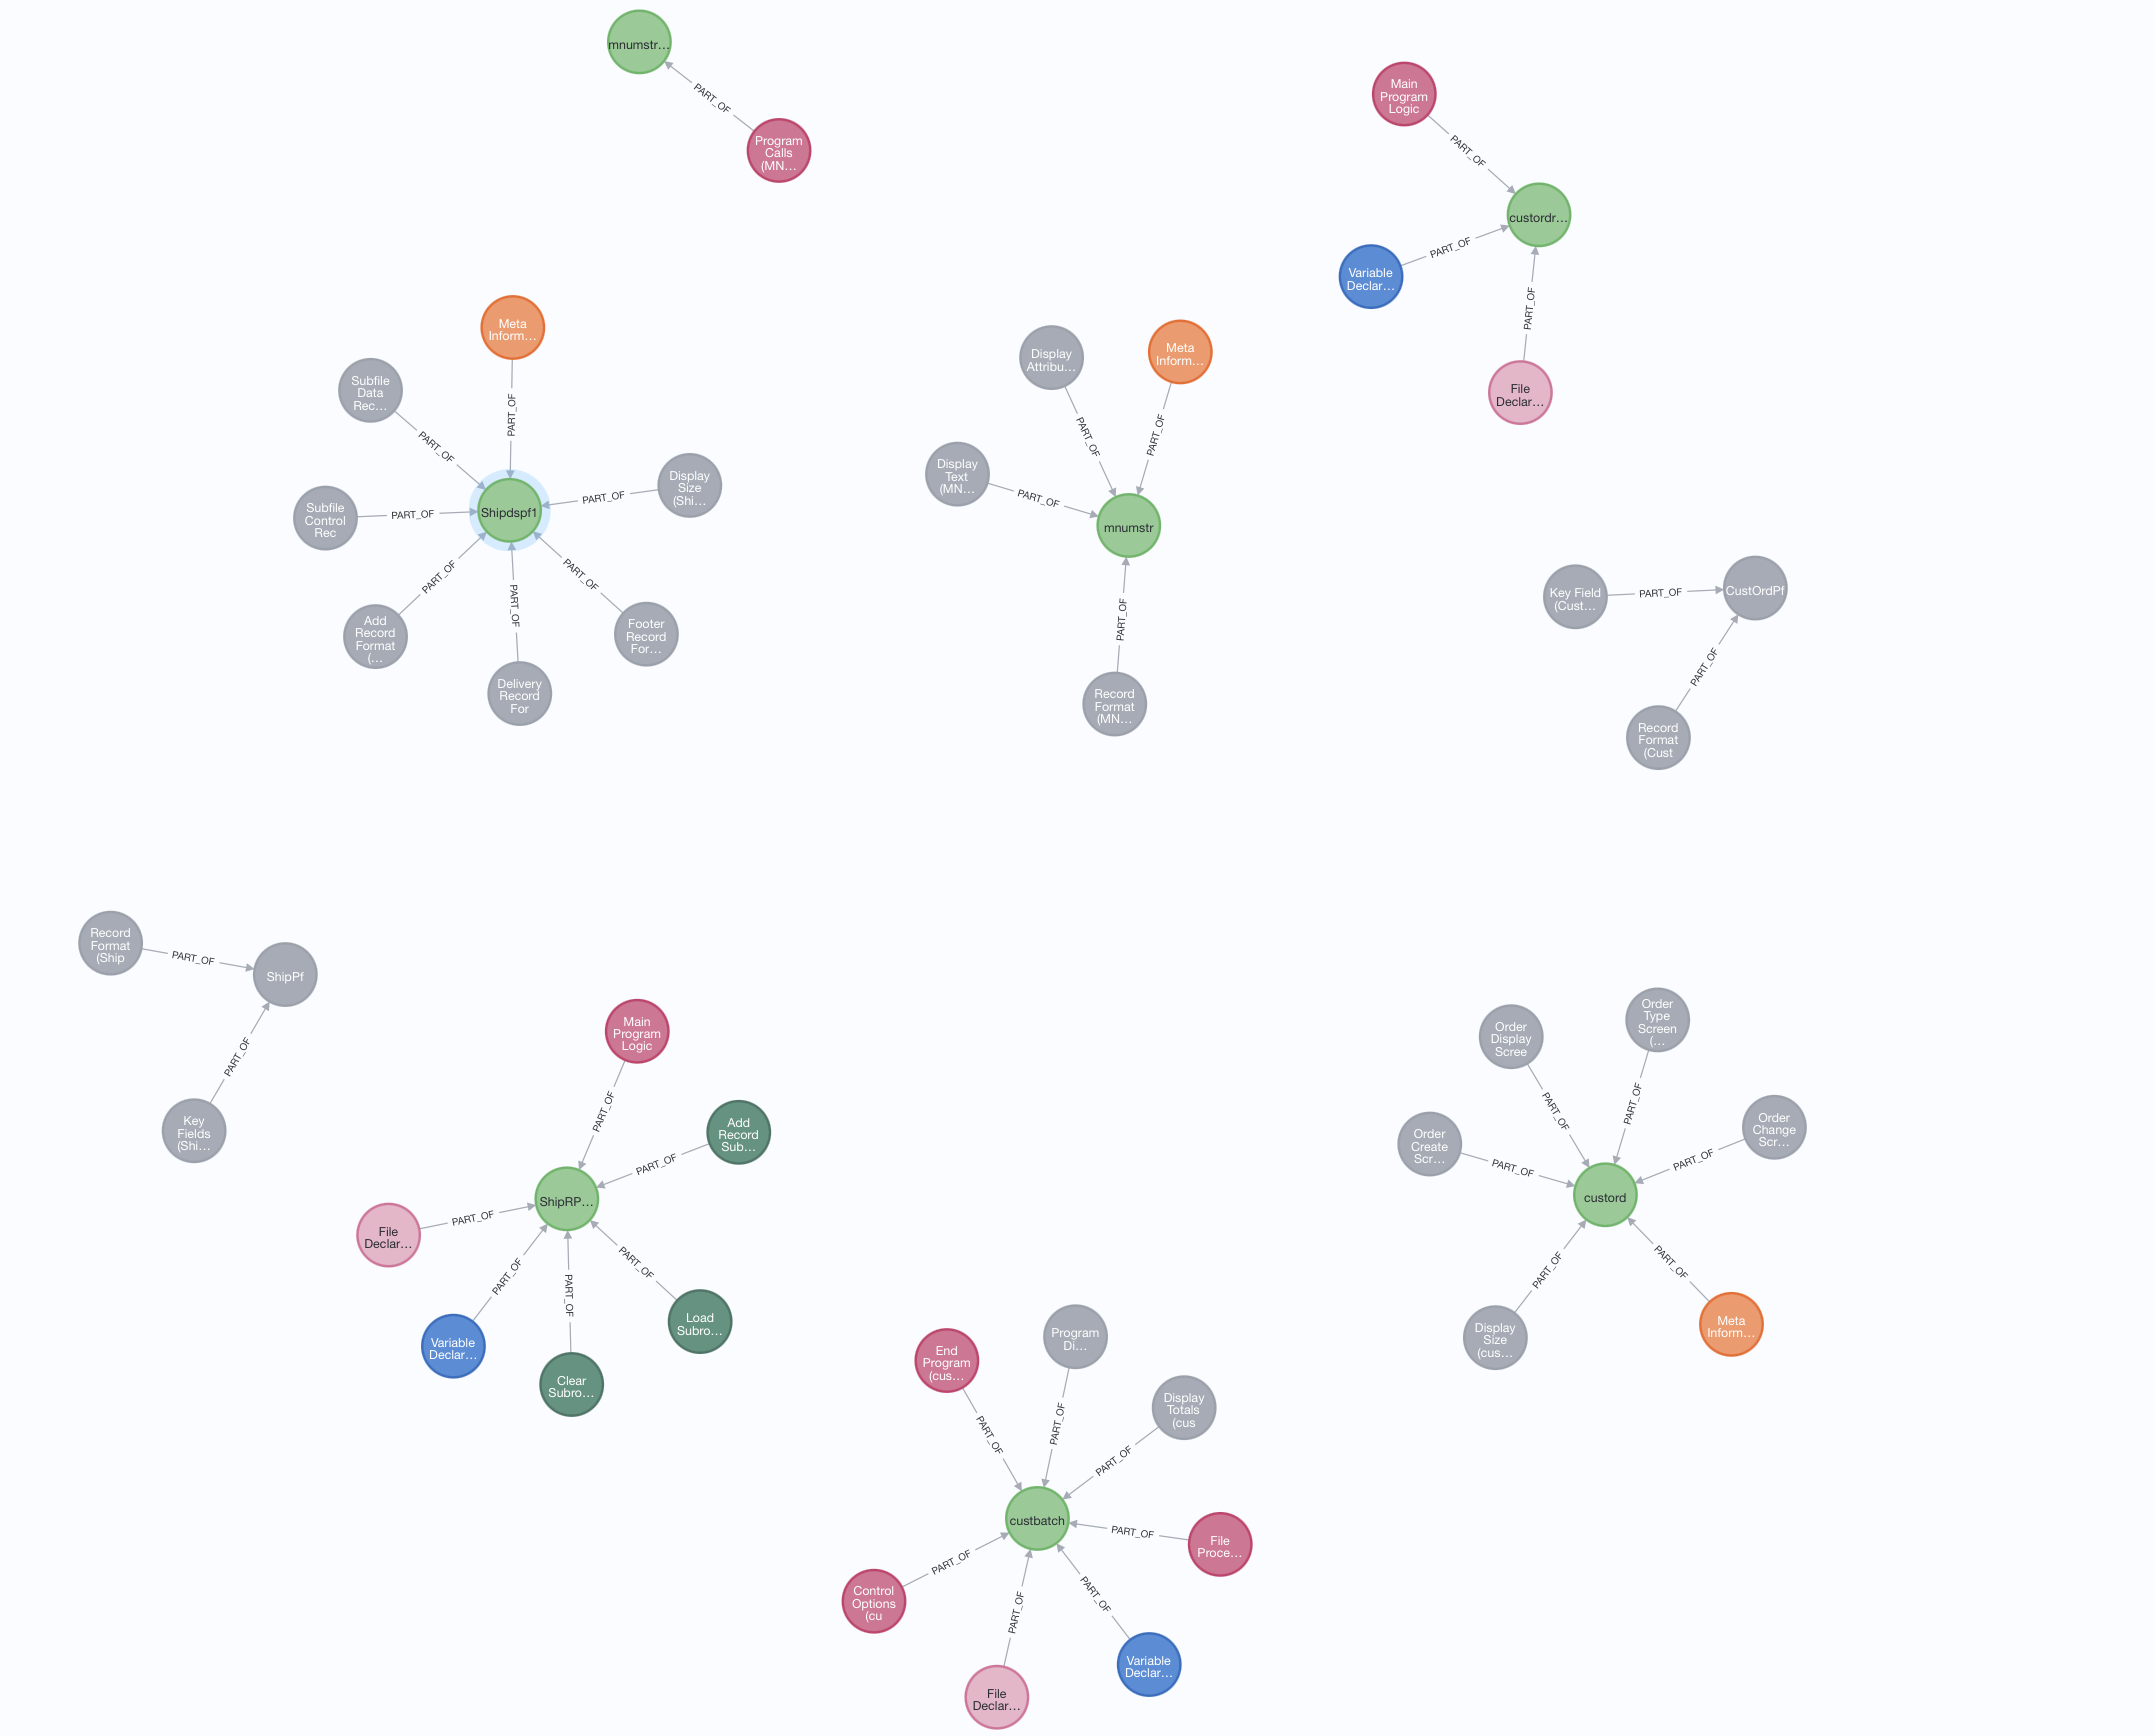 mnumstr…
PART_OF
Program
Calls
(MN…
Main
Program
Logic
PART_OF
custordr…
PART_OF
Variable
Declar…
PART_OF
File
Declar…
Meta
Inform…
Subfile
Data
Rec…
PART_OF
PART_OF
Display
Size
(Shi…
PART_OF
Subfile
Control
Rec
PART_OF
Shipdspf1
PART_OF
PART_OF
PART_OF
Add
Record
Format
(…
Footer
Record
For…
Delivery
Record
For
Display
Attribu…
Meta
Inform…
PART_OF
PART_OF
Display
Text
(MN…
PART_OF
mnumstr
PART_OF
Record
Format
(MN…
Key Field
(Cust…
PART_OF
CustOrdPf
PART_OF
Record
Format
(Cust
Record
Format
(Ship
PART_OF
ShipPf
PART_OF
Key
Fields
(Shi…
Main
Program
Logic
PART_OF
Add
Record
Sub…
PART_OF
ShipRP…
File
Declar…
PART_OF
PART_OF
PART_OF
PART_OF
Load
Subro…
Variable
Declar…
Clear
Subro…
Order
Display
Scree
Order
Type
Screen
(…
PART_OF
PART_OF
Order
Create
Scr…
PART_OF
Order
Change
Scr…
PART_OF
custord
PART_OF
PART_OF
Display
Size
(cus…
Meta
Inform…
End
Program
(cus…
Program
Di…
Display
Totals
(cus
PART_OF
PART_OF
PART_OF
custbatch
PART_OF
File
Proce…
Control
Options
(cu
PART_OF
PART_OF
PART_OF
Variable
Declar…
File
Declar…